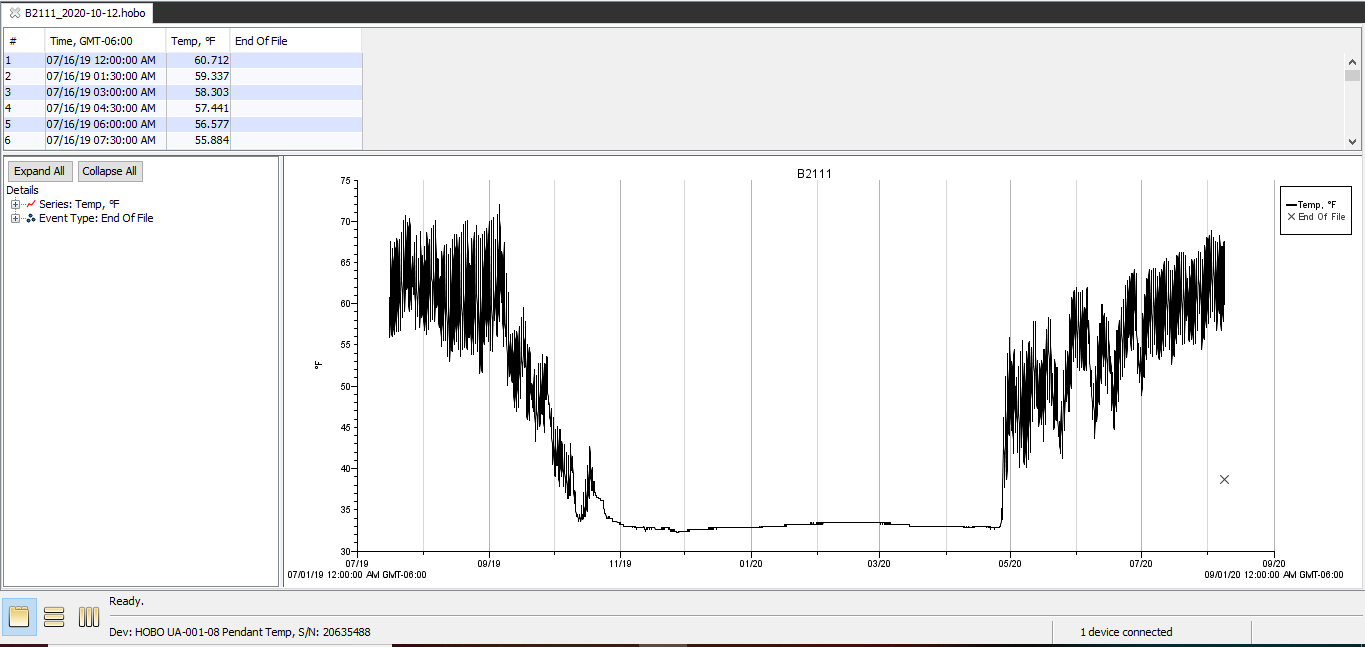 B2111_2020-10-12.hobo
# Time, GMT-06:00 Temp, °F End Of File
1 07/16/19 12:00:00 AM 60.712
2 07/16/19 01:30:00 AM 59.337
3 07/16/19 03:00:00 AM 58.303
4 07/16/19 04:30:00 AM 57.441
5 07/16/19 06:00:00 AM 56.577
6 07/16/19 07:30:00 AM 55.884
Expand All Collapse All
Details
Series: Temp, °F
Event Type: End Of File
B2111
75
70
65
60
55
50
45
40
35
30
°F
Temp, °F
End Of File
07/19 09/19 11/19 01/20 03/20 05/20 07/20 09/20
07/01/19 12:00:00 AM GMT-06:00 09/01/20 12:00:00 AM GMT-06:00
Ready.
Dev: HOBO UA-001-08 Pendant Temp, S/N: 20635488 1 device connected